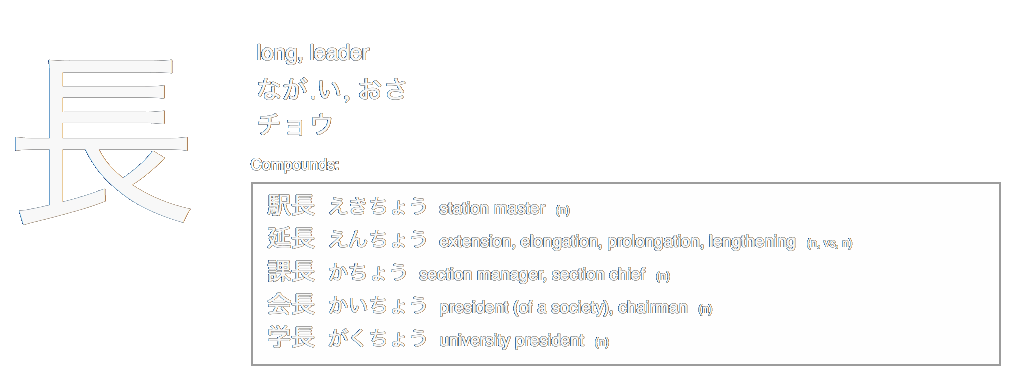 長
long, leader
なが.い, おさ
チョウ
Compounds:
駅長 えきちょう station master (n)
延長 えんちょう extension, elongation, prolongation, lengthening (n, vs, n)
課長 かちょう section manager, section chief (n)
会長 かいちょう president (of a society), chairman (n)
学長 がくちょう university president (n)